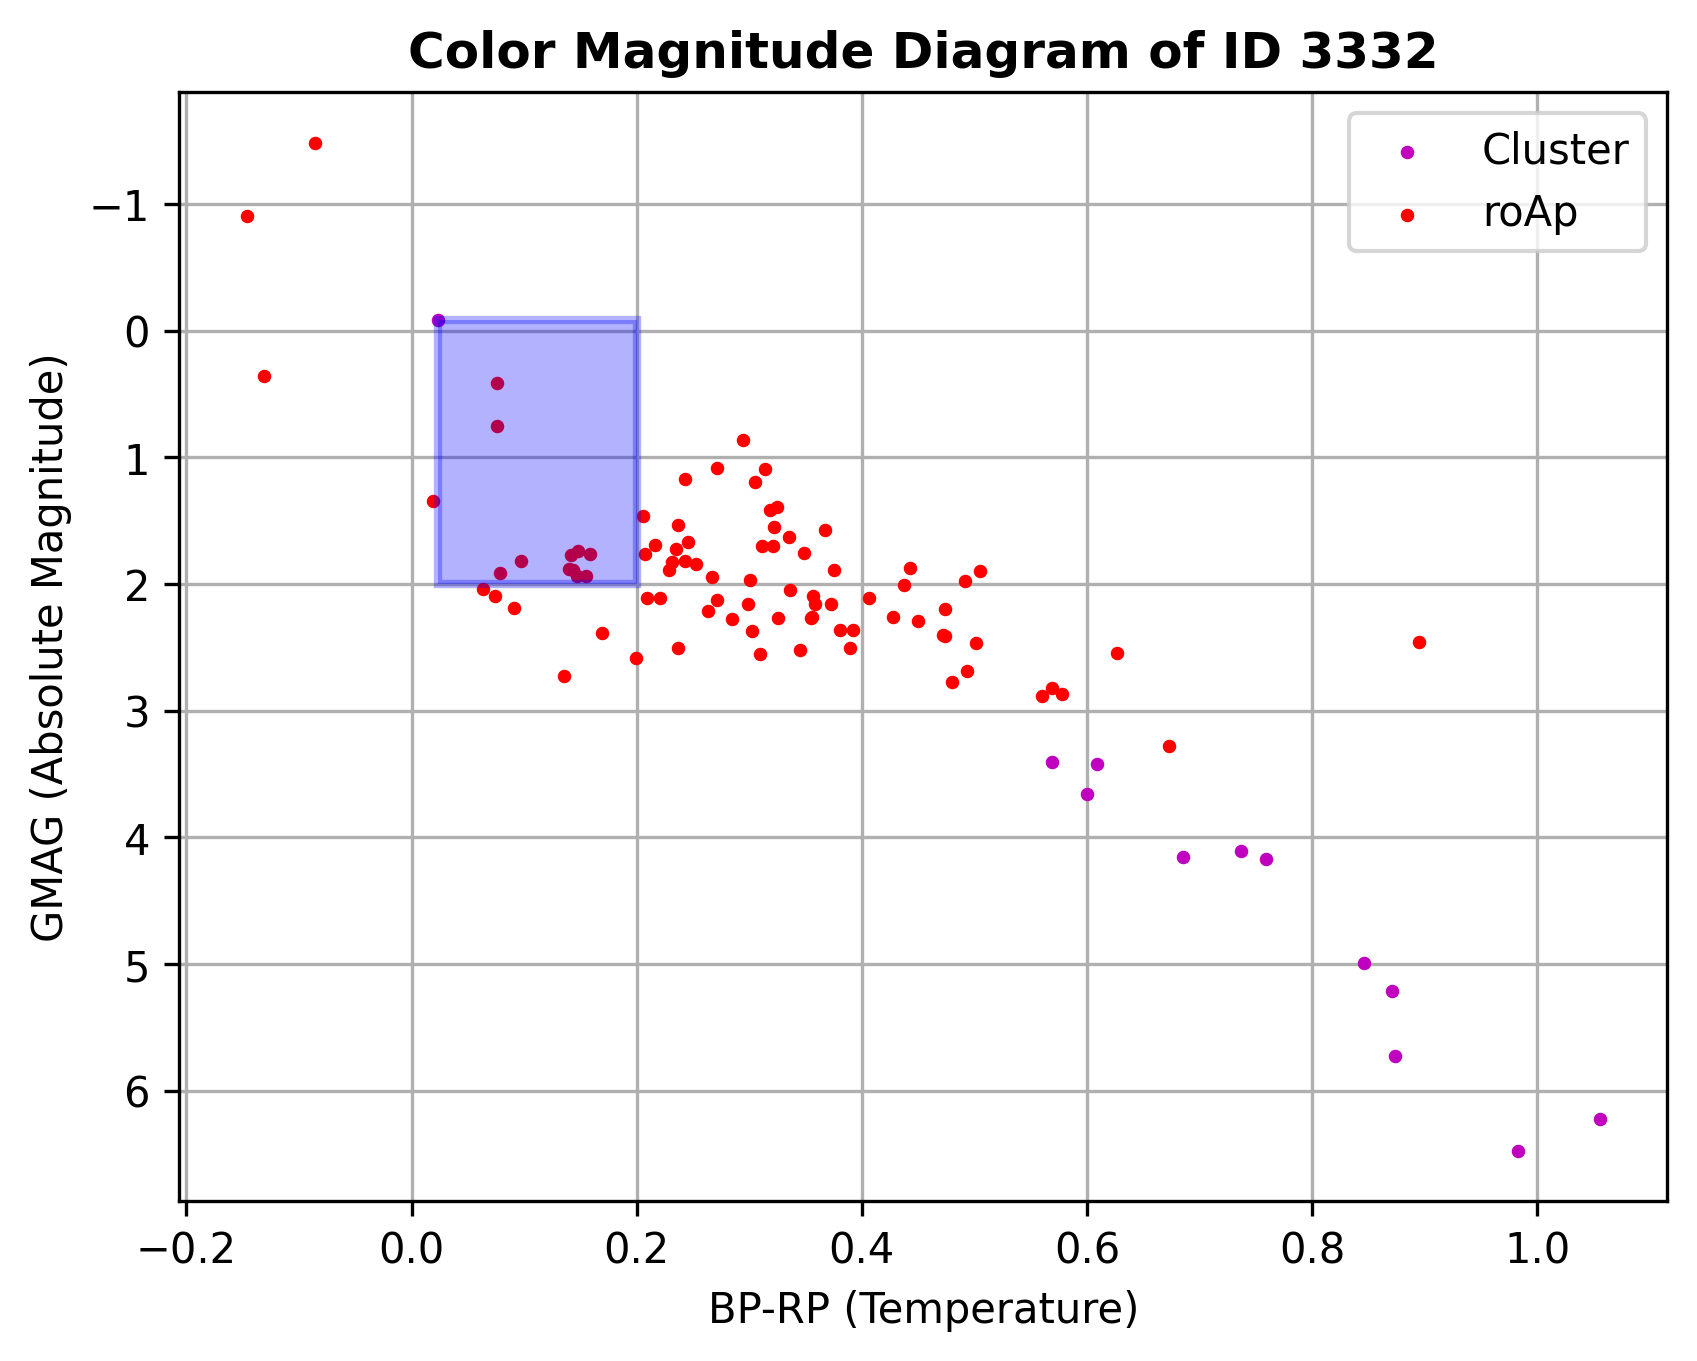 Color Magnitude Diagram of ID 3332
Cluster
roAp
GMAG (Absolute Magnitude)
−1
0
1
2
3
4
5
6
−0.2 0.0 0.2 0.4 0.6 0.8 1.0
BP-RP (Temperature)